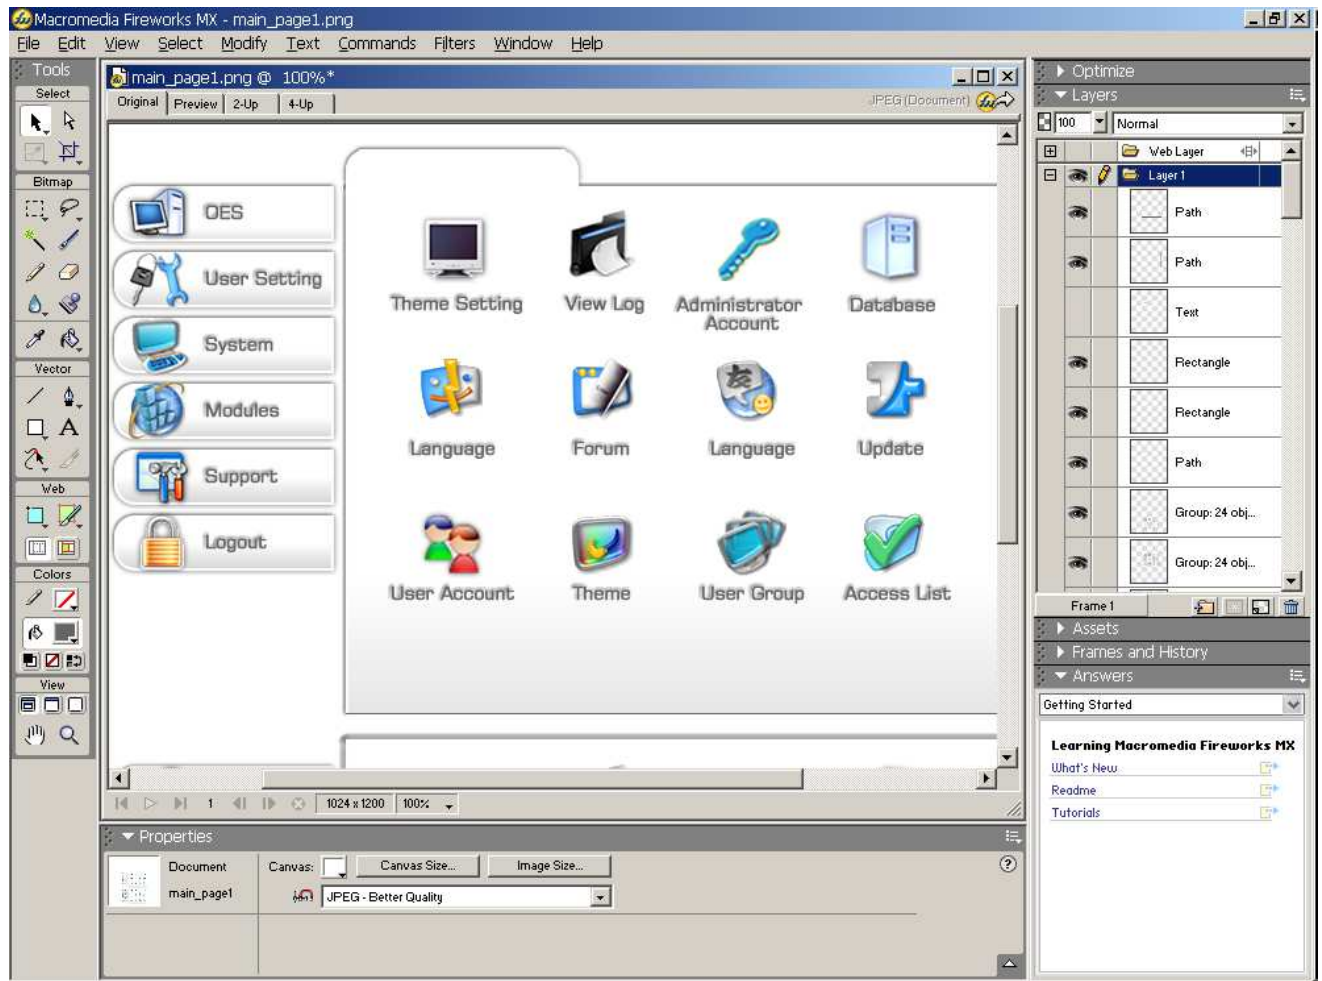 Macromedia Fireworks MX - main_page1.png
File Edit View Select Modify Text Commands Filters Window Help
Tools
Select
Bitmap
Vector
Web
Colors
View
main_page1.png @ 100%*
Original Preview 2-Up 4-Up JPEG (Document)
OES
User Setting
System
Modules
Support
Logout
Theme Setting View Log Administrator Account Database
Language Forum Language Update
User Account Theme User Group Access List
1 1024 x 1200 100%
Properties
Document
main_page1
Canvas: Canvas Size... Image Size...
JPEG - Better Quality
Optimize
Layers
100 Normal
Web Layer
Layer 1
Path
Path
Text
Rectangle
Rectangle
Path
Group: 24 obj...
Group: 24 obj...
Frame 1
Assets
Frames and History
Answers
Getting Started
Learning Macromedia Fireworks MX
What's New
Readme
Tutorials